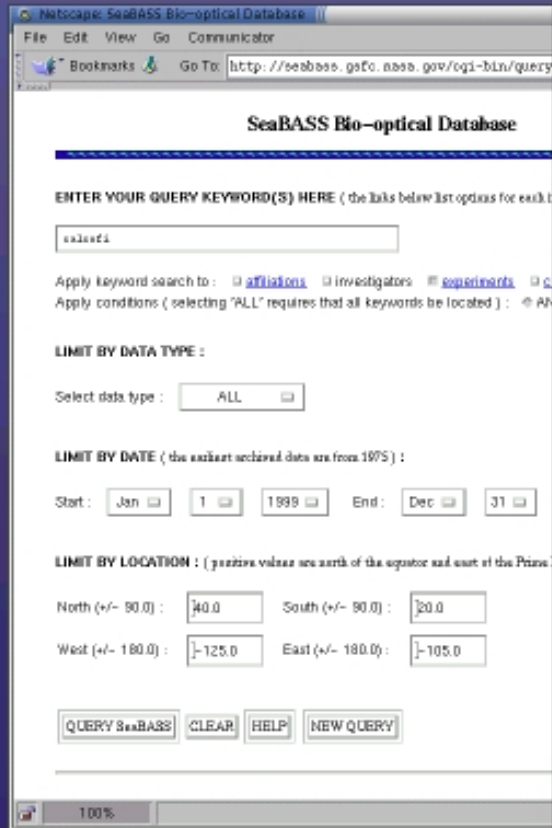 Netscape: SeaBASS Bio-optical Database
File Edit View Go Communicator
Bookmarks Go To: http://seabass.gsfc.nasa.gov/cgi-bin/query
SeaBASS Bio-optical Database
ENTER YOUR QUERY KEYWORD(S) HERE ( the links below list options for each
calcofi
Apply keyword search to : affiliations investigators experiments c
Apply conditions ( selecting "ALL" requires that all keywords be located ) : AN
LIMIT BY DATA TYPE :
Select data type : ALL
LIMIT BY DATE ( the earliest archived data are from 1975 ) :
Start : Jan 1 1999 End : Dec 31
LIMIT BY LOCATION : ( positive values are north of the equator and east of the Prime
North (+/- 90.0) : 40.0 South (+/- 90.0) : 20.0
West (+/- 180.0) : -125.0 East (+/- 180.0) : -105.0
QUERY SeaBASS CLEAR HELP NEW QUERY
100%